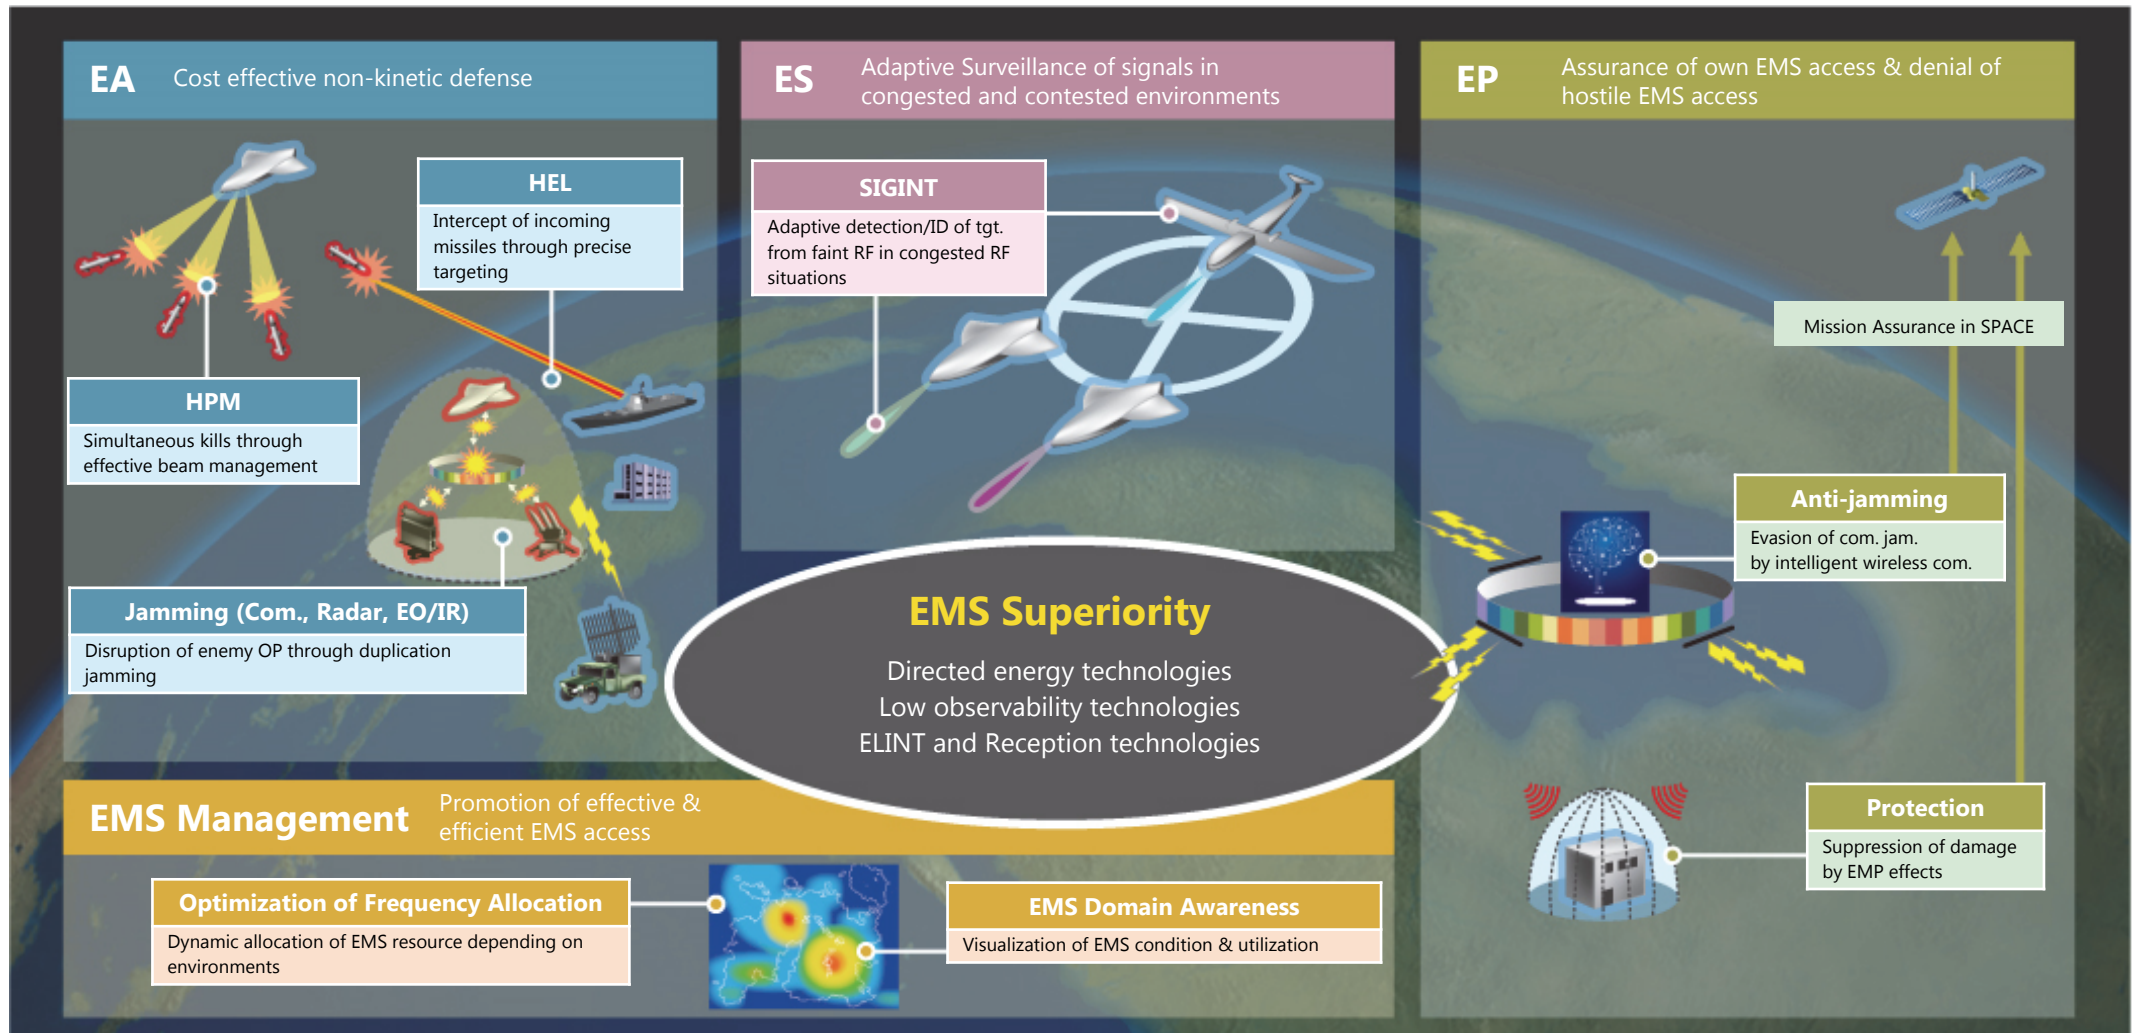 EA
Cost effective non-kinetic defense
HEL
Intercept of incoming
missiles through precise
targeting
HPM
Simultaneous kills through
effective beam management
Jamming (Com., Radar, EO/IR)
Disruption of enemy OP through duplication
jamming
ES
Adaptive Surveillance of signals in
congested and contested environments
SIGINT
Adaptive detection/ID of tgt.
from faint RF in congested RF
situations
EP
Assurance of own EMS access & denial of
hostile EMS access
Mission Assurance in SPACE
Anti-jamming
Evasion of com. jam.
by intelligent wireless com.
Protection
Suppression of damage
by EMP effects
EMS Superiority
Directed energy technologies
Low observability technologies
ELINT and Reception technologies
EMS Management
Promotion of effective &
efficient EMS access
Optimization of Frequency Allocation
Dynamic allocation of EMS resource depending on
environments
EMS Domain Awareness
Visualization of EMS condition & utilization